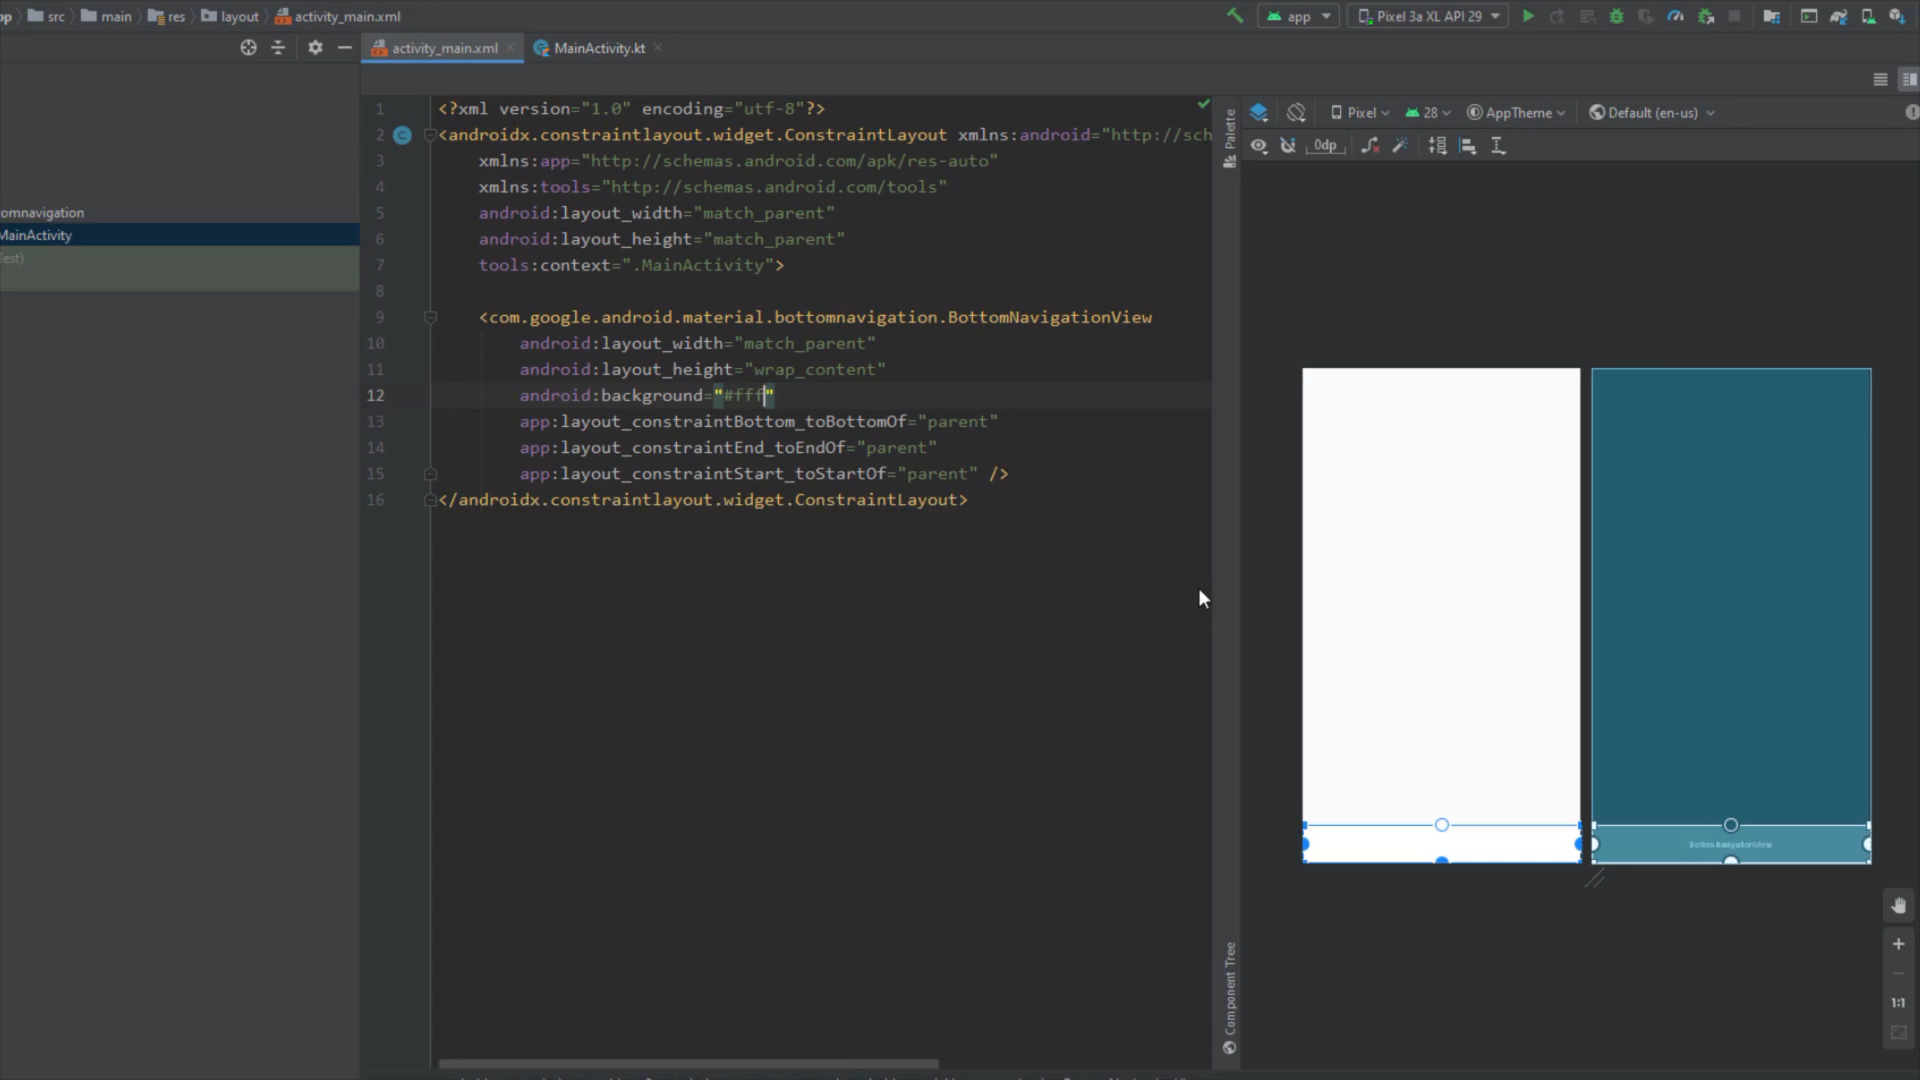 src main res layout activity_main.xml
app Pixel 3a XL API 29
activity_main.xml MainActivity.kt
omnavigation
MainActivity
Test)
1 <?xml version="1.0" encoding="utf-8"?>
2 <androidx.constraintlayout.widget.ConstraintLayout xmlns:android="http://sch
3 xmlns:app="http://schemas.android.com/apk/res-auto"
4 xmlns:tools="http://schemas.android.com/tools"
5 android:layout_width="match_parent"
6 android:layout_height="match_parent"
7 tools:context=".MainActivity">
8
9 <com.google.android.material.bottomnavigation.BottomNavigationView
10 android:layout_width="match_parent"
11 android:layout_height="wrap_content"
12 android:background="#fff"
13 app:layout_constraintBottom_toBottomOf="parent"
14 app:layout_constraintEnd_toEndOf="parent"
15 app:layout_constraintStart_toStartOf="parent" />
16 </androidx.constraintlayout.widget.ConstraintLayout>
Palette
Pixel 28 AppTheme Default (en-us)
0dp
BottomNavigationView
Component Tree
1:1